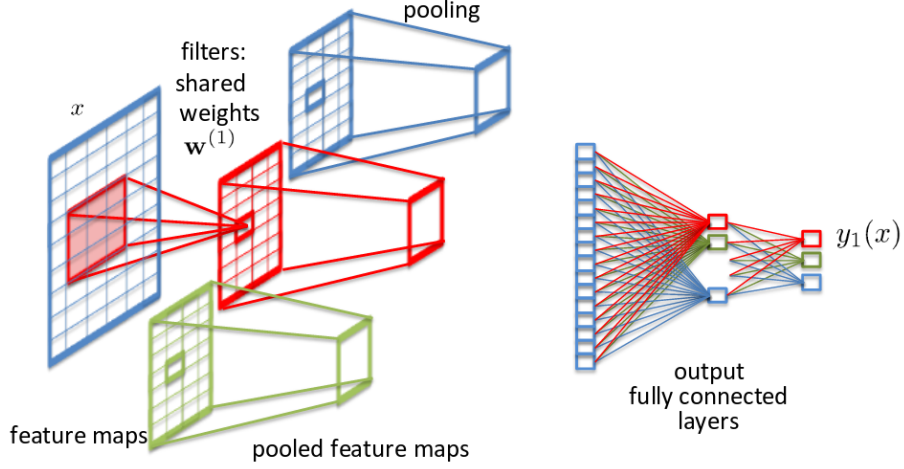 pooling
filters:
shared
weights
w^{(1)}
x
y_1(x)
output
fully connected
layers
feature maps
pooled feature maps